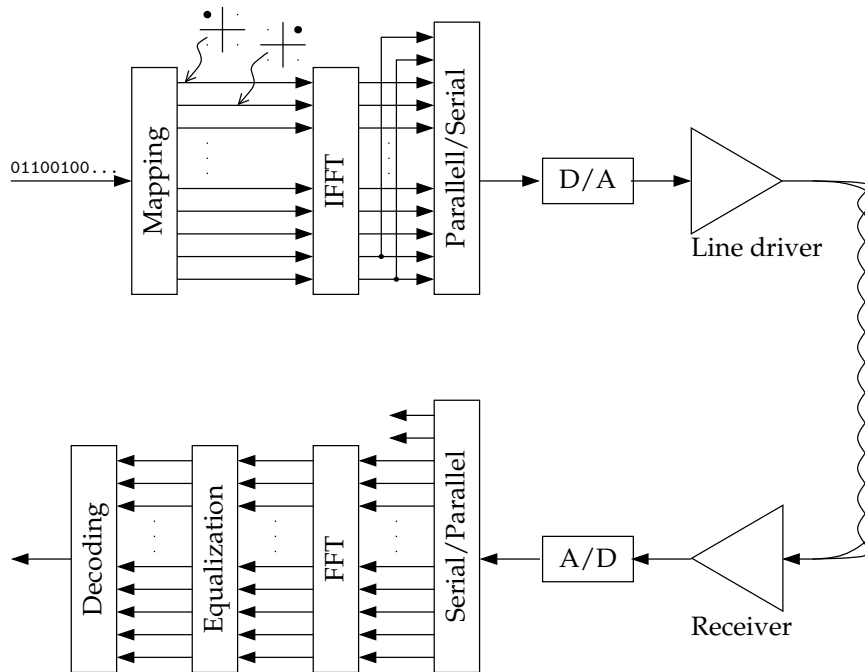 01100100...
Mapping
IFFT
Parallell/Serial
D/A
Line driver
Decoding
Equalization
FFT
Serial/Parallel
A/D
Receiver